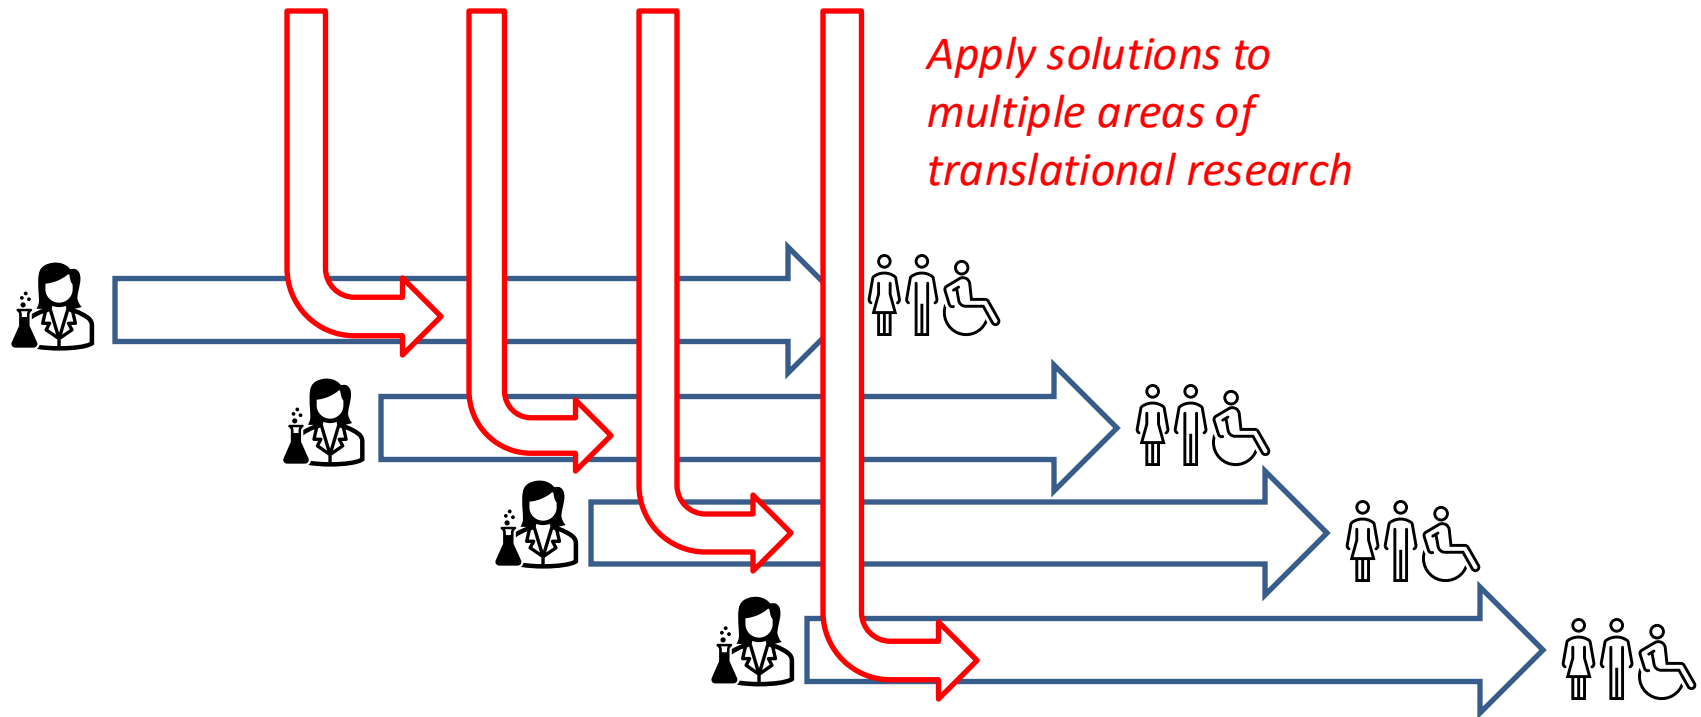 Apply solutions to
multiple areas of
translational research